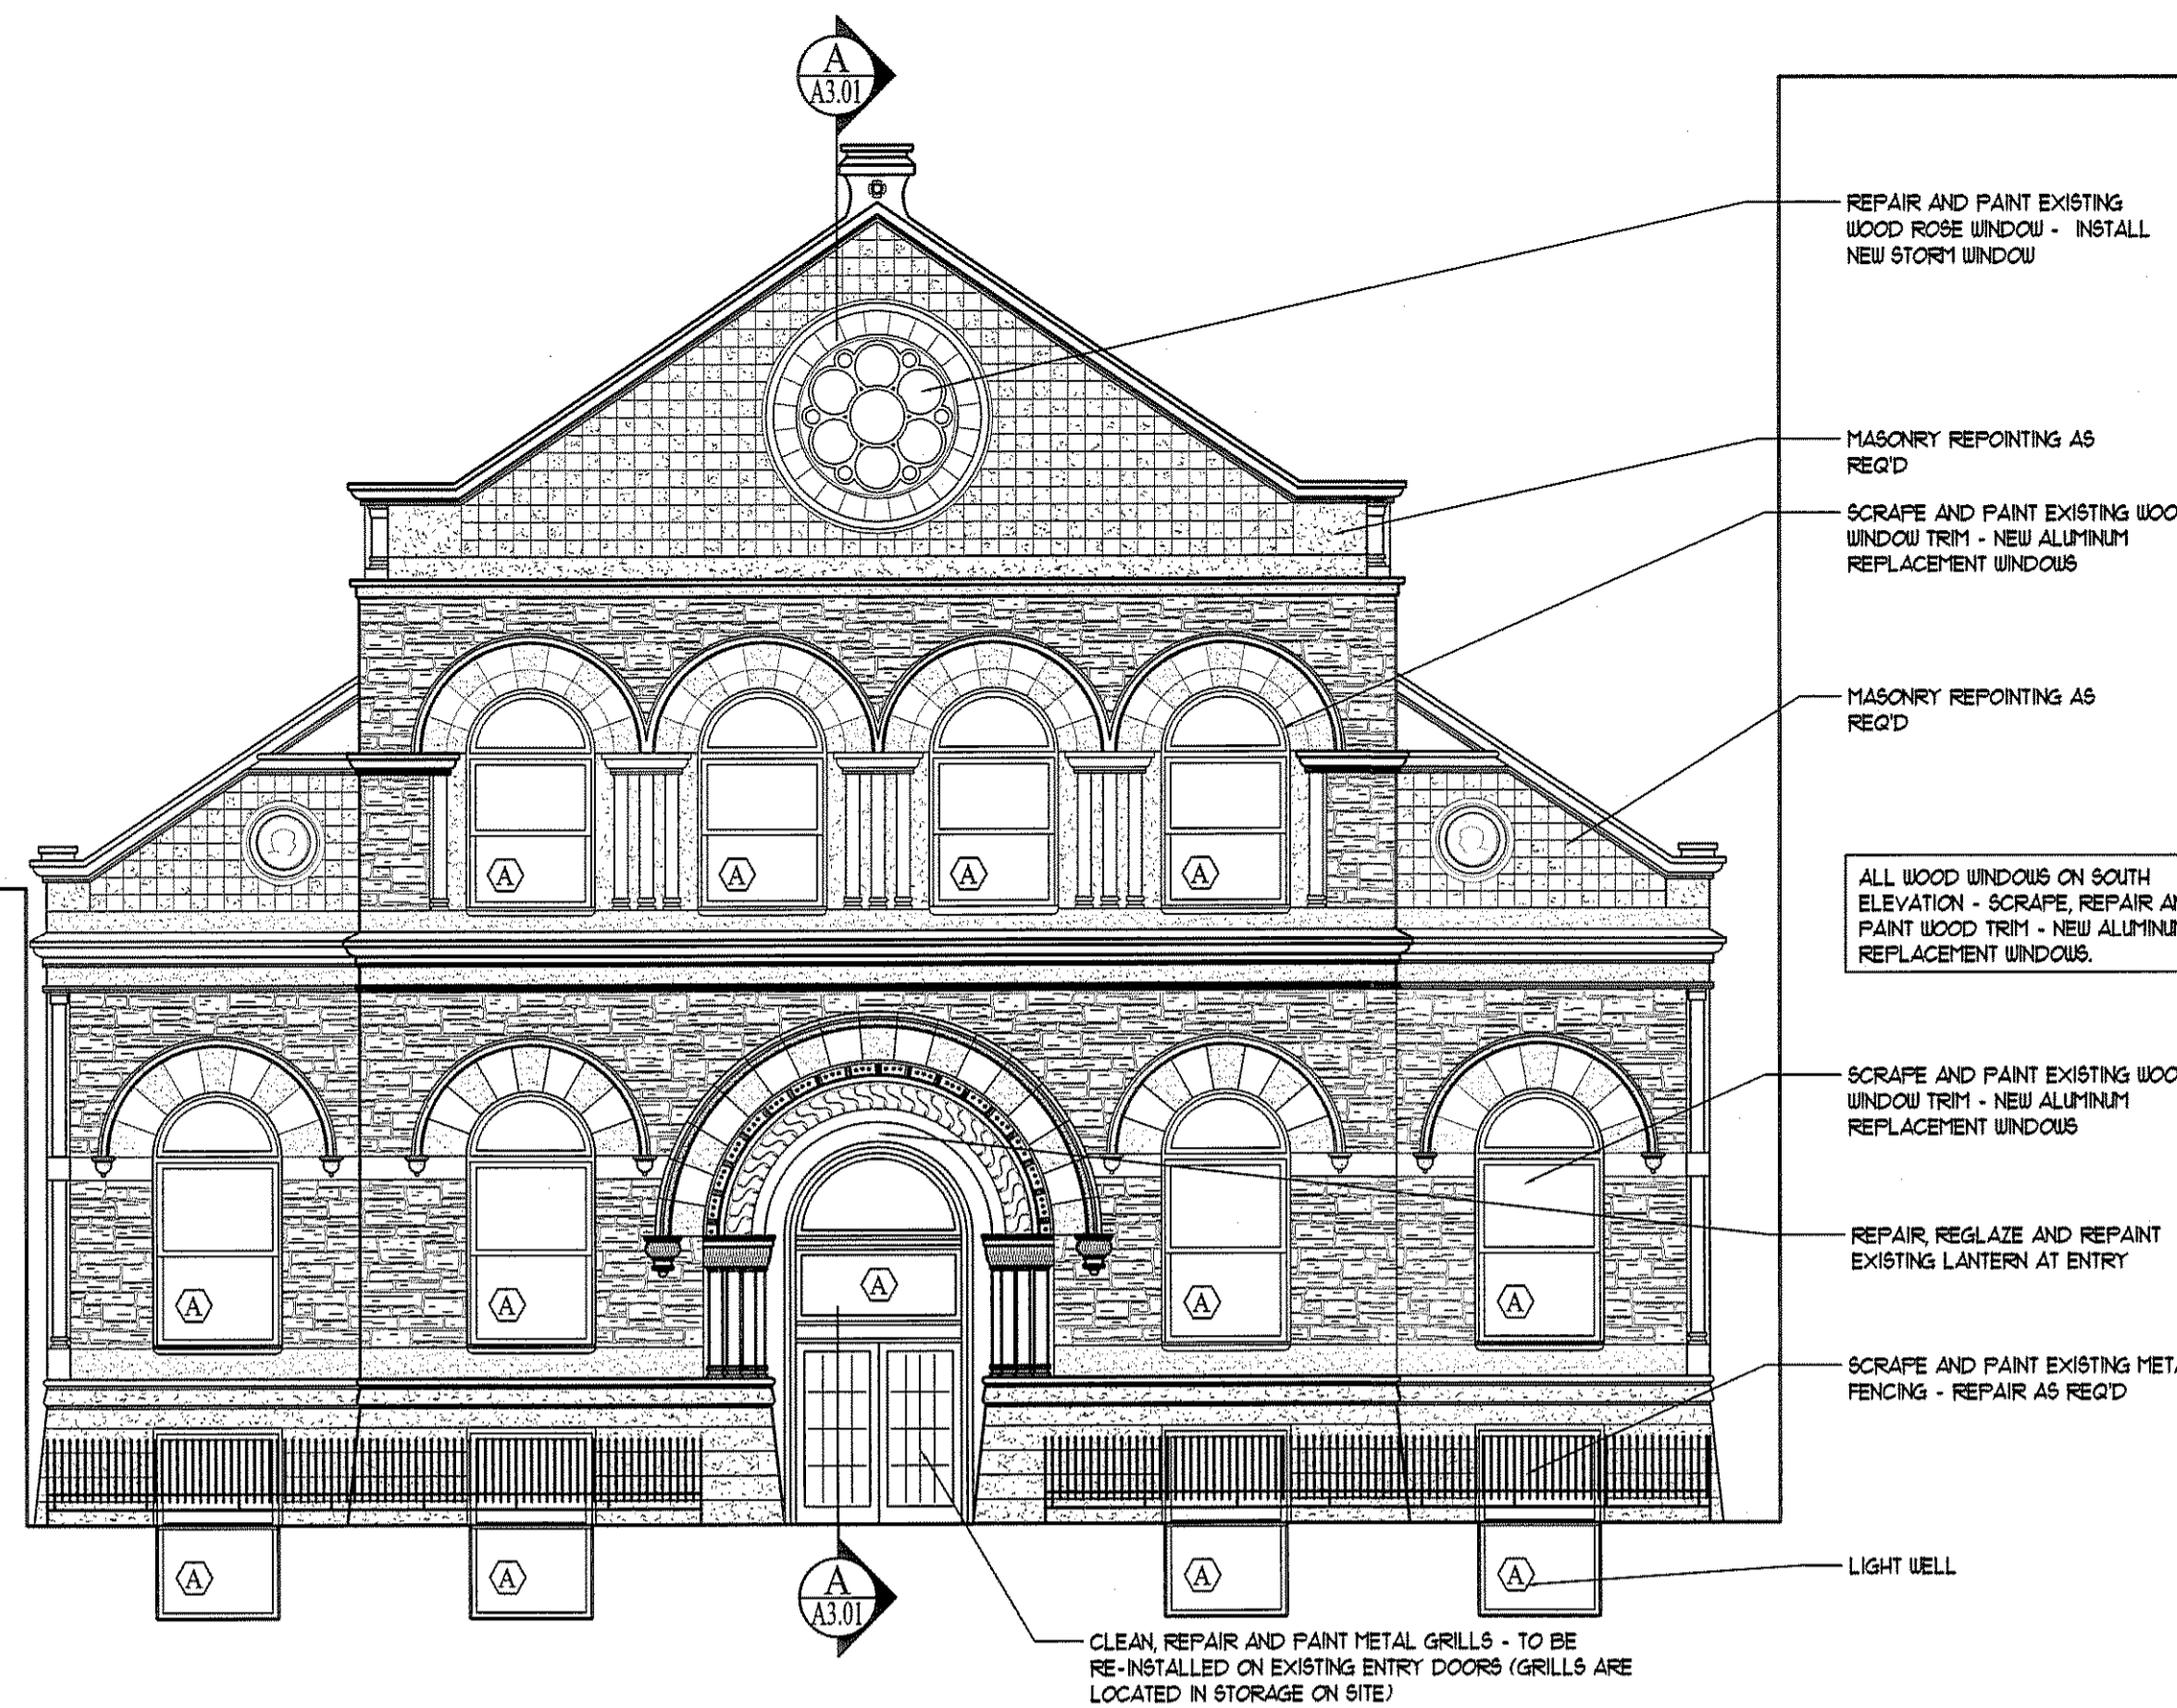 A
A3.01
REPAIR AND PAINT EXISTING
WOOD ROSE WINDOW - INSTALL
NEW STORM WINDOW
MASONRY REPOINTING AS
REQ'D
SCRAPE AND PAINT EXISTING WOO
WINDOW TRIM - NEW ALUMINUM
REPLACEMENT WINDOWS
MASONRY REPOINTING AS
REQ'D
A A A A
ALL WOOD WINDOWS ON SOUTH
ELEVATION - SCRAPE, REPAIR AN
PAINT WOOD TRIM - NEW ALUMINUM
REPLACEMENT WINDOWS.
SCRAPE AND PAINT EXISTING WOO
WINDOW TRIM - NEW ALUMINUM
REPLACEMENT WINDOWS
REPAIR, REGLAZE AND REPAINT
EXISTING LANTERN AT ENTRY
A A A A A
SCRAPE AND PAINT EXISTING META
FENCING - REPAIR AS REQ'D
A A A A
LIGHT WELL
A
A3.01
CLEAN, REPAIR AND PAINT METAL GRILLS - TO BE
RE-INSTALLED ON EXISTING ENTRY DOORS (GRILLS ARE
LOCATED IN STORAGE ON SITE)